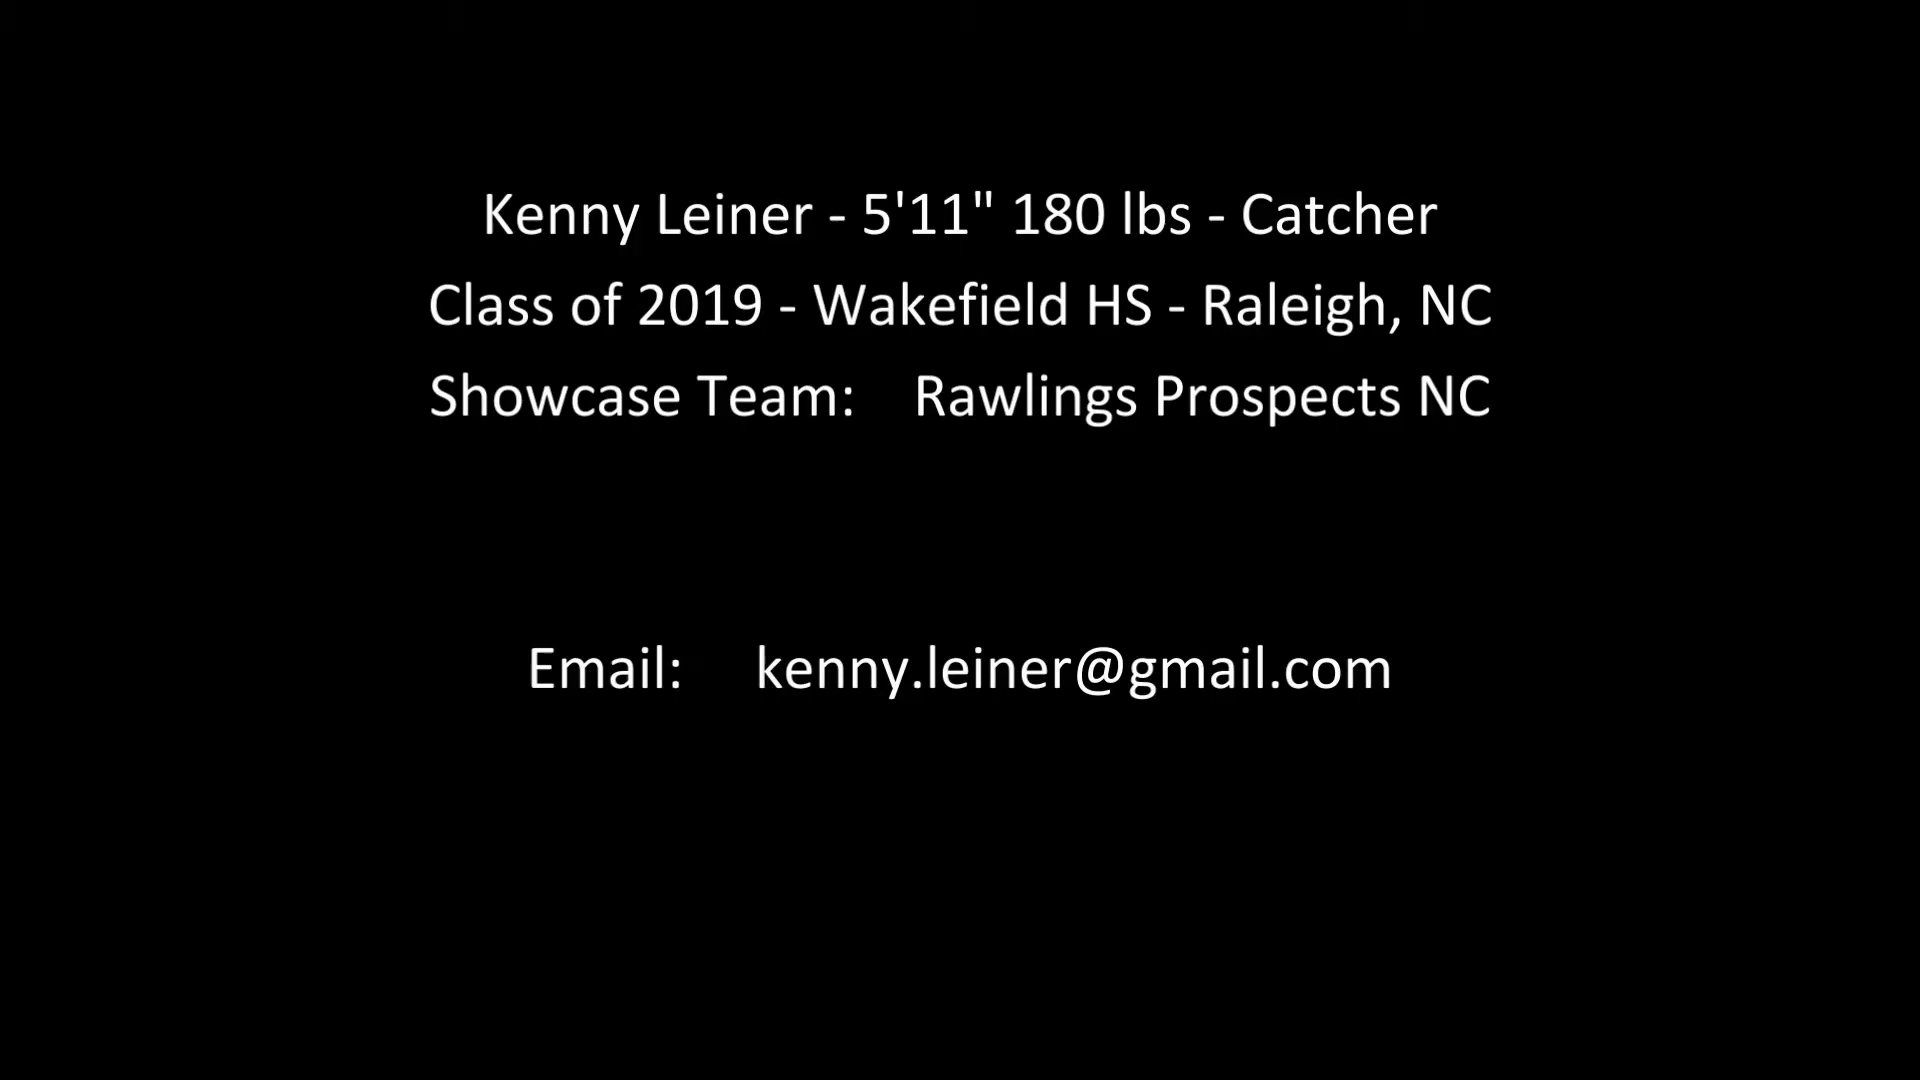 Kenny Leiner - 5'11" 180 lbs - Catcher
Class of 2019 - Wakefield HS - Raleigh, NC
Showcase Team: Rawlings Prospects NC
Email: kenny.leiner@gmail.com